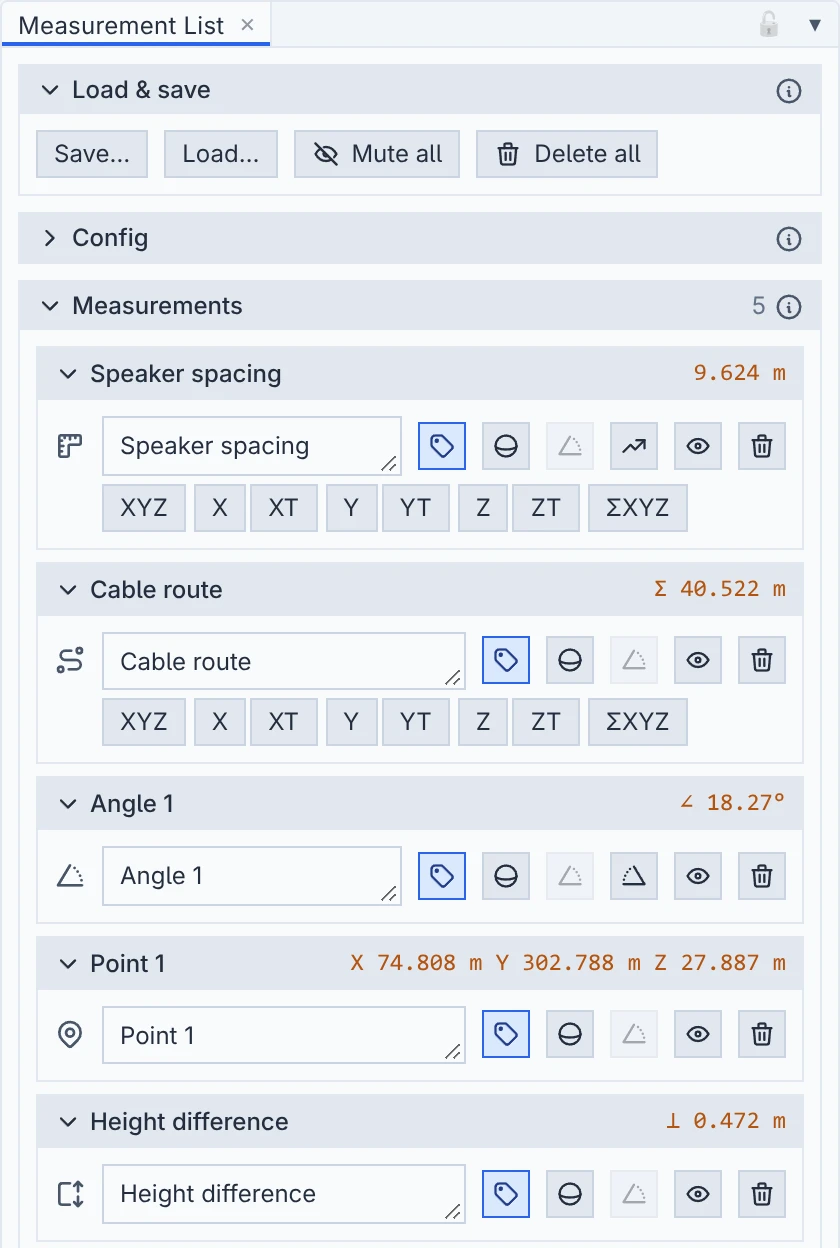 Measurement List
Load & save
Save... Load... Mute all Delete all
Config
Measurements 5
Speaker spacing 9.624 m
Speaker spacing
XYZ X XT Y YT Z ZT ΣXYZ
Cable route Σ 40.522 m
Cable route
XYZ X XT Y YT Z ZT ΣXYZ
Angle 1 ∠ 18.27°
Angle 1
Point 1 X 74.808 m Y 302.788 m Z 27.887 m
Point 1
Height difference ⊥ 0.472 m
Height difference